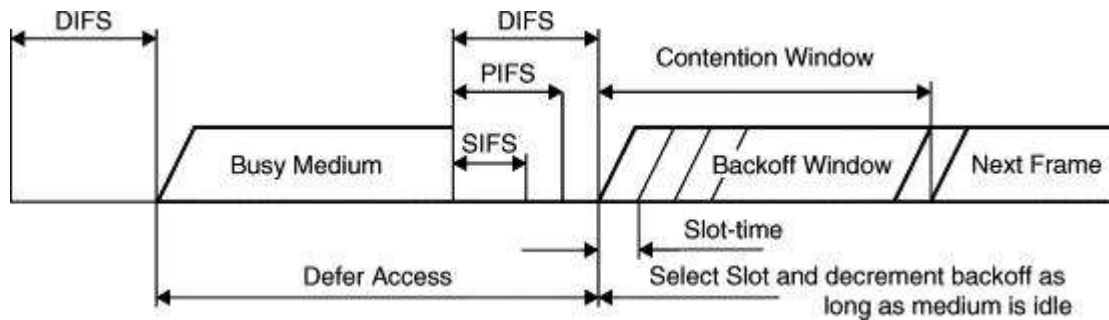 DIFS
DIFS
Contention Window
PIFS
SIFS
Busy Medium
Backoff Window
Next Frame
Slot-time
Defer Access
Select Slot and decrement backoff as
long as medium is idle